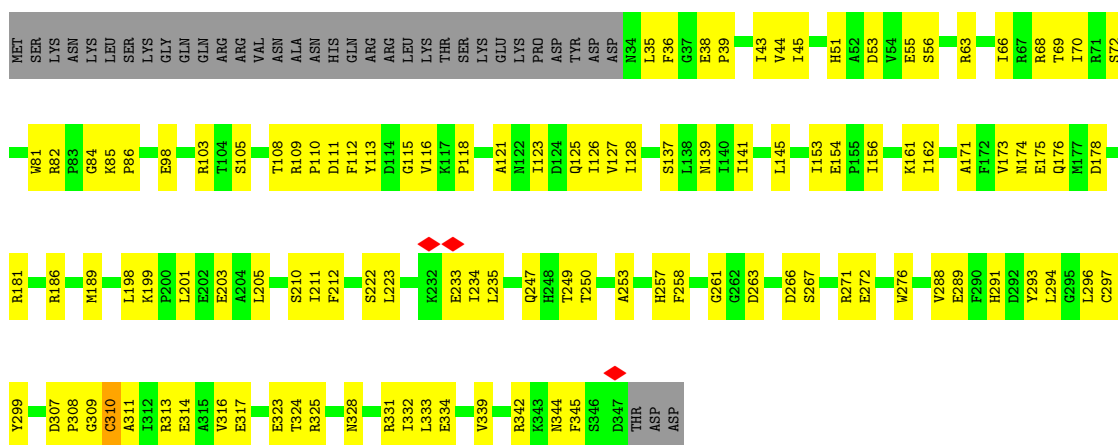 MET SER LYS ASN LYS LEU SER LYS GLY GLN GLN ARG ARG VAL ASN ALA ASN HIS GLN ARG ARG LEU LYS THR SER LYS GLU LYS PRO ASP TYR ASP ASP N34 L35 F36 G37 E38 P39 I43 V44 I45 H51 A52 D53 V54 E55 S56 R63 I66 R67 R68 T69 I70 R71 S72
W81 R82 P83 G84 K85 P86 E98 R103 T104 S105 T108 R109 P110 D111 F112 Y113 D114 G115 V116 K117 P118 A121 N122 I123 D124 Q125 I126 V127 I128 S137 L138 N139 I140 I141 L145 I153 E154 P155 I156 K161 I162 A171 F172 V173 N174 E175 Q176 M177 D178
R181 R186 M189 L198 K199 P200 L201 E202 E203 A204 L205 S210 I211 F212 S222 L223 K232 E233 I234 L235 Q247 H248 T249 T250 A253 H257 F258 G261 G262 D263 D266 S267 R271 E272 W276 V288 E289 F290 H291 D292 Y293 L294 G295 L296 C297
Y299 D307 P308 G309 C310 A311 I312 R313 E314 A315 V316 E317 E323 T324 R325 N328 R331 I332 L333 E334 V339 R342 K343 N344 F345 S346 D347 THR ASP ASP